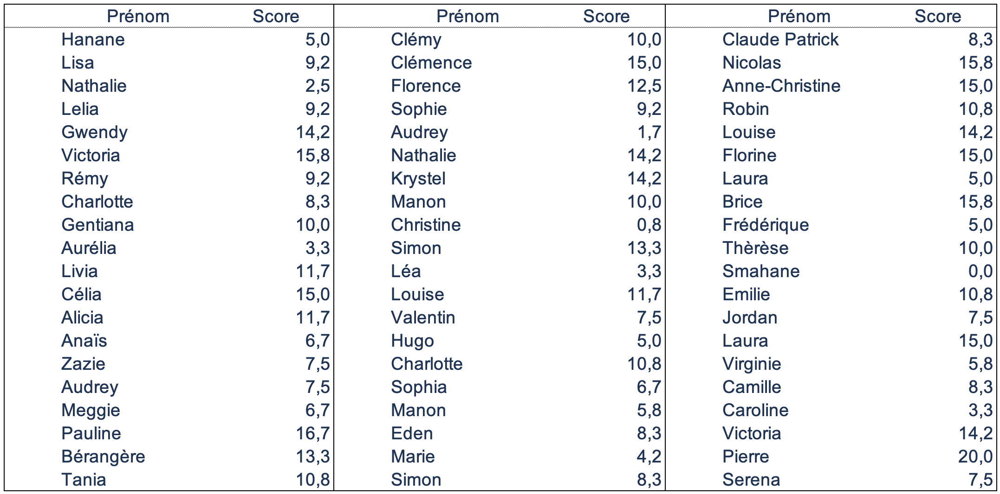 Prénom Score Prénom Score Prénom Score
Hanane 5,0 Clémy 10,0 Claude Patrick 8,3
Lisa 9,2 Clémence 15,0 Nicolas 15,8
Nathalie 2,5 Florence 12,5 Anne-Christine 15,0
Lelia 9,2 Sophie 9,2 Robin 10,8
Gwendy 14,2 Audrey 1,7 Louise 14,2
Victoria 15,8 Nathalie 14,2 Florine 15,0
Rémy 9,2 Krystel 14,2 Laura 5,0
Charlotte 8,3 Manon 10,0 Brice 15,8
Gentiana 10,0 Christine 0,8 Frédérique 5,0
Aurélia 3,3 Simon 13,3 Thèrèse 10,0
Livia 11,7 Léa 3,3 Smahane 0,0
Célia 15,0 Louise 11,7 Emilie 10,8
Alicia 11,7 Valentin 7,5 Jordan 7,5
Anaïs 6,7 Hugo 5,0 Laura 15,0
Zazie 7,5 Charlotte 10,8 Virginie 5,8
Audrey 7,5 Sophia 6,7 Camille 8,3
Meggie 6,7 Manon 5,8 Caroline 3,3
Pauline 16,7 Eden 8,3 Victoria 14,2
Bérangère 13,3 Marie 4,2 Pierre 20,0
Tania 10,8 Simon 8,3 Serena 7,5